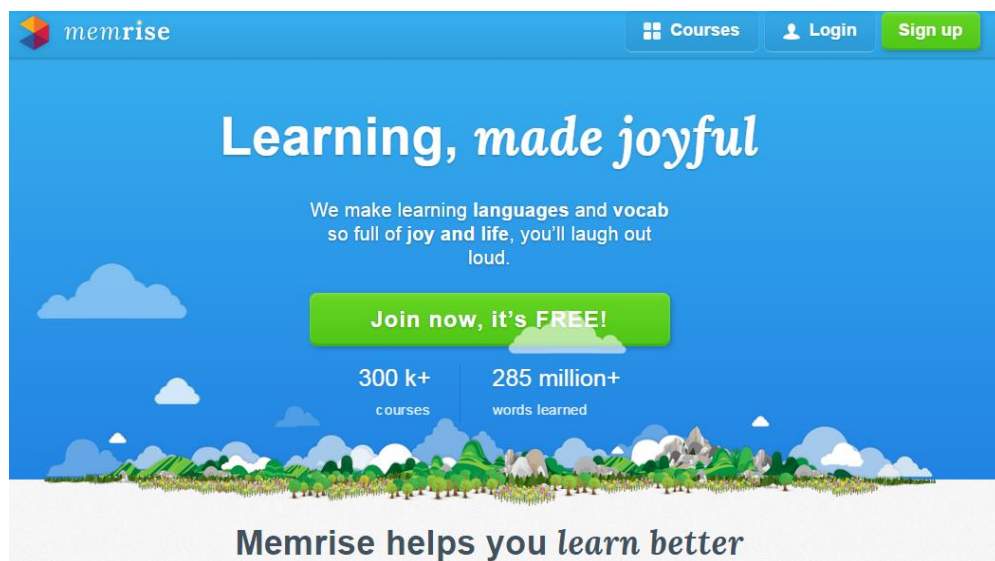 memrise
Courses
Login
Sign up
Learning, made joyful
We make learning languages and vocab
so full of joy and life, you'll laugh out
loud.
Join now, it's FREE!
300 k+
courses
285 million+
words learned
Memrise helps you learn better